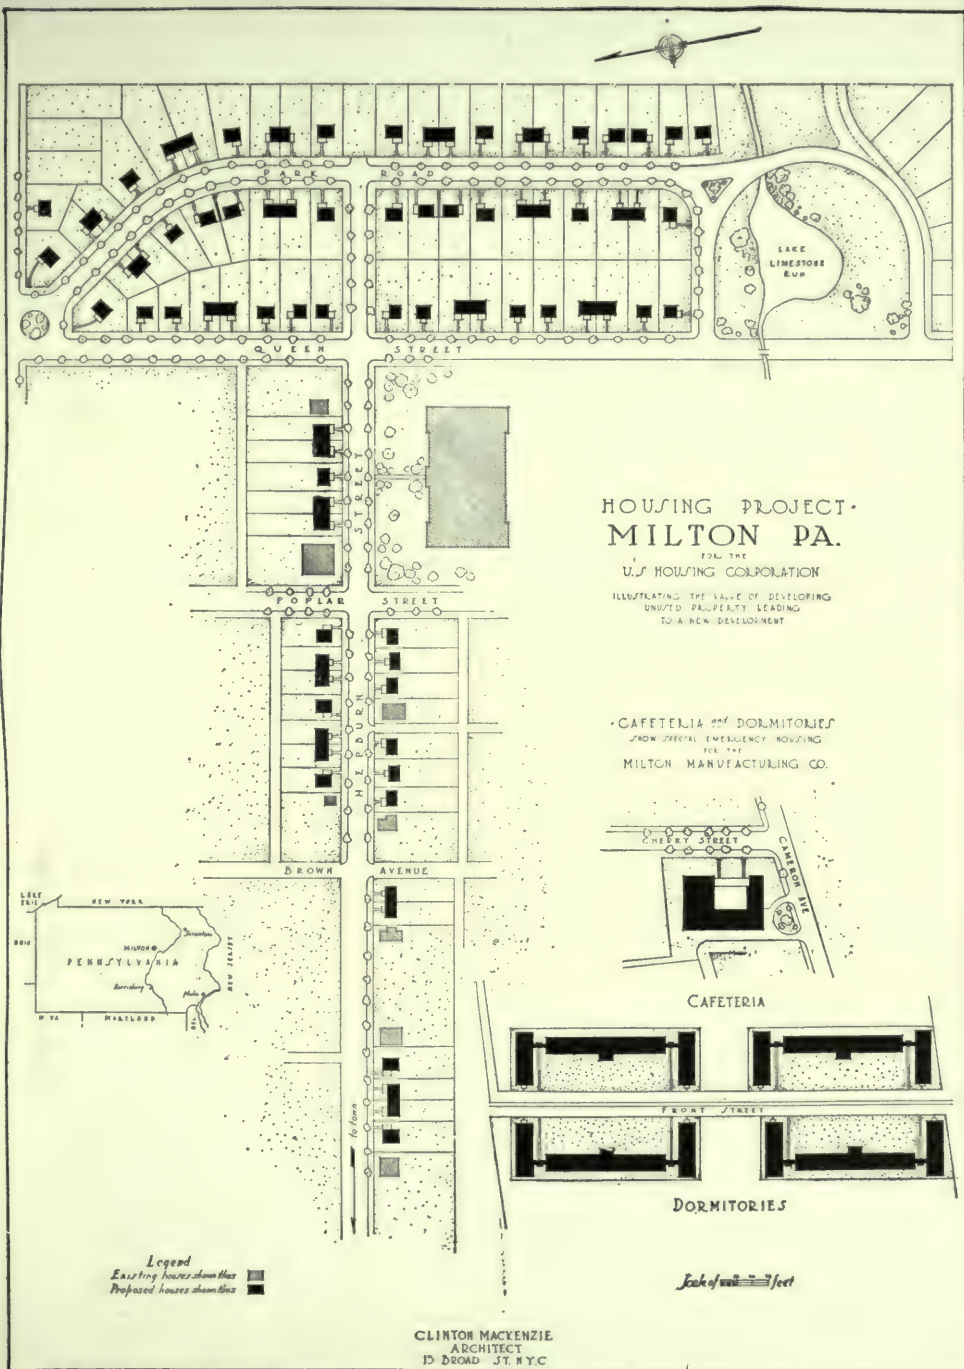 PARK ROAD
LAKE
LIMESTONE
RUN
QUEEN STREET
HEPBURN STREET
POPLAR STREET
BROWN AVENUE
to town
HOUSING PROJECT
MILTON PA.
FOR THE
U.S HOUSING CORPORATION
ILLUSTRATING THE VALUE OF DEVELOPING
UNUSED PROPERTY LEADING
TO A NEW DEVELOPMENT
CAFETERIA and DORMITORIES
SHOW SPECIAL EMERGENCY HOUSING
FOR THE
MILTON MANUFACTURING CO.
CHERRY STREET
CAMERON AVE
CAFETERIA
FRONT STREET
DORMITORIES
LAKE
ERIE
NEW YORK
OHIO
MILTON
Scranton
PENNSYLVANIA
NEW JERSEY
Harrisburg
Phila
W VA
MARYLAND
DEL
Legend
Existing houses shown thus
Proposed houses shown thus
Scale of feet
CLINTON MACKENZIE
ARCHITECT
15 BROAD ST. N.Y.C